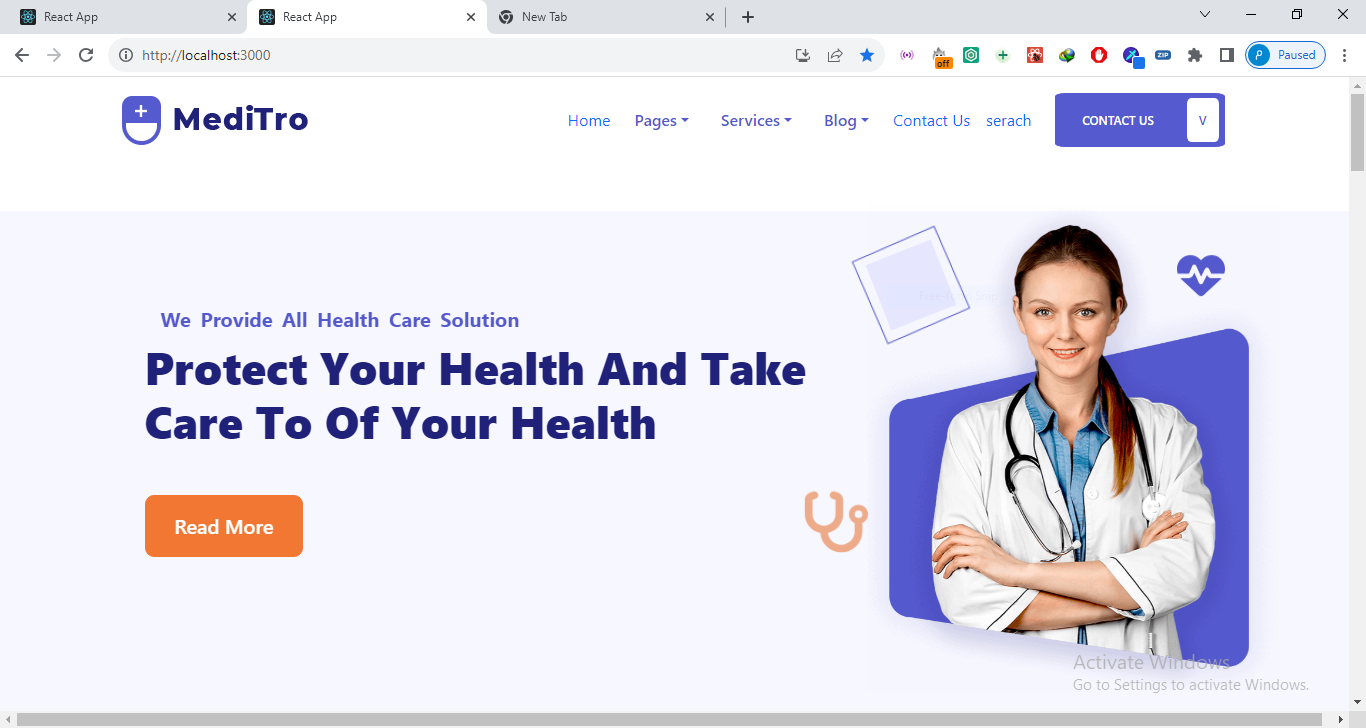 React App
React App
New Tab
http://localhost:3000
off
ZIP
P Paused
MediTro
Home Pages Services Blog Contact Us serach CONTACT US V
We Provide All Health Care Solution
Protect Your Health And Take
Care To Of Your Health
Read More
Activate Windows
Go to Settings to activate Windows.